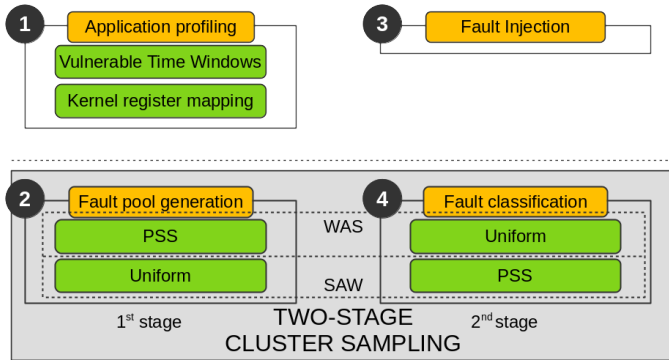 1 Application profiling
Vulnerable Time Windows
Kernel register mapping
3 Fault Injection
2 Fault pool generation
PSS
Uniform
1st stage
WAS
SAW
4 Fault classification
Uniform
PSS
2nd stage
TWO-STAGE
CLUSTER SAMPLING